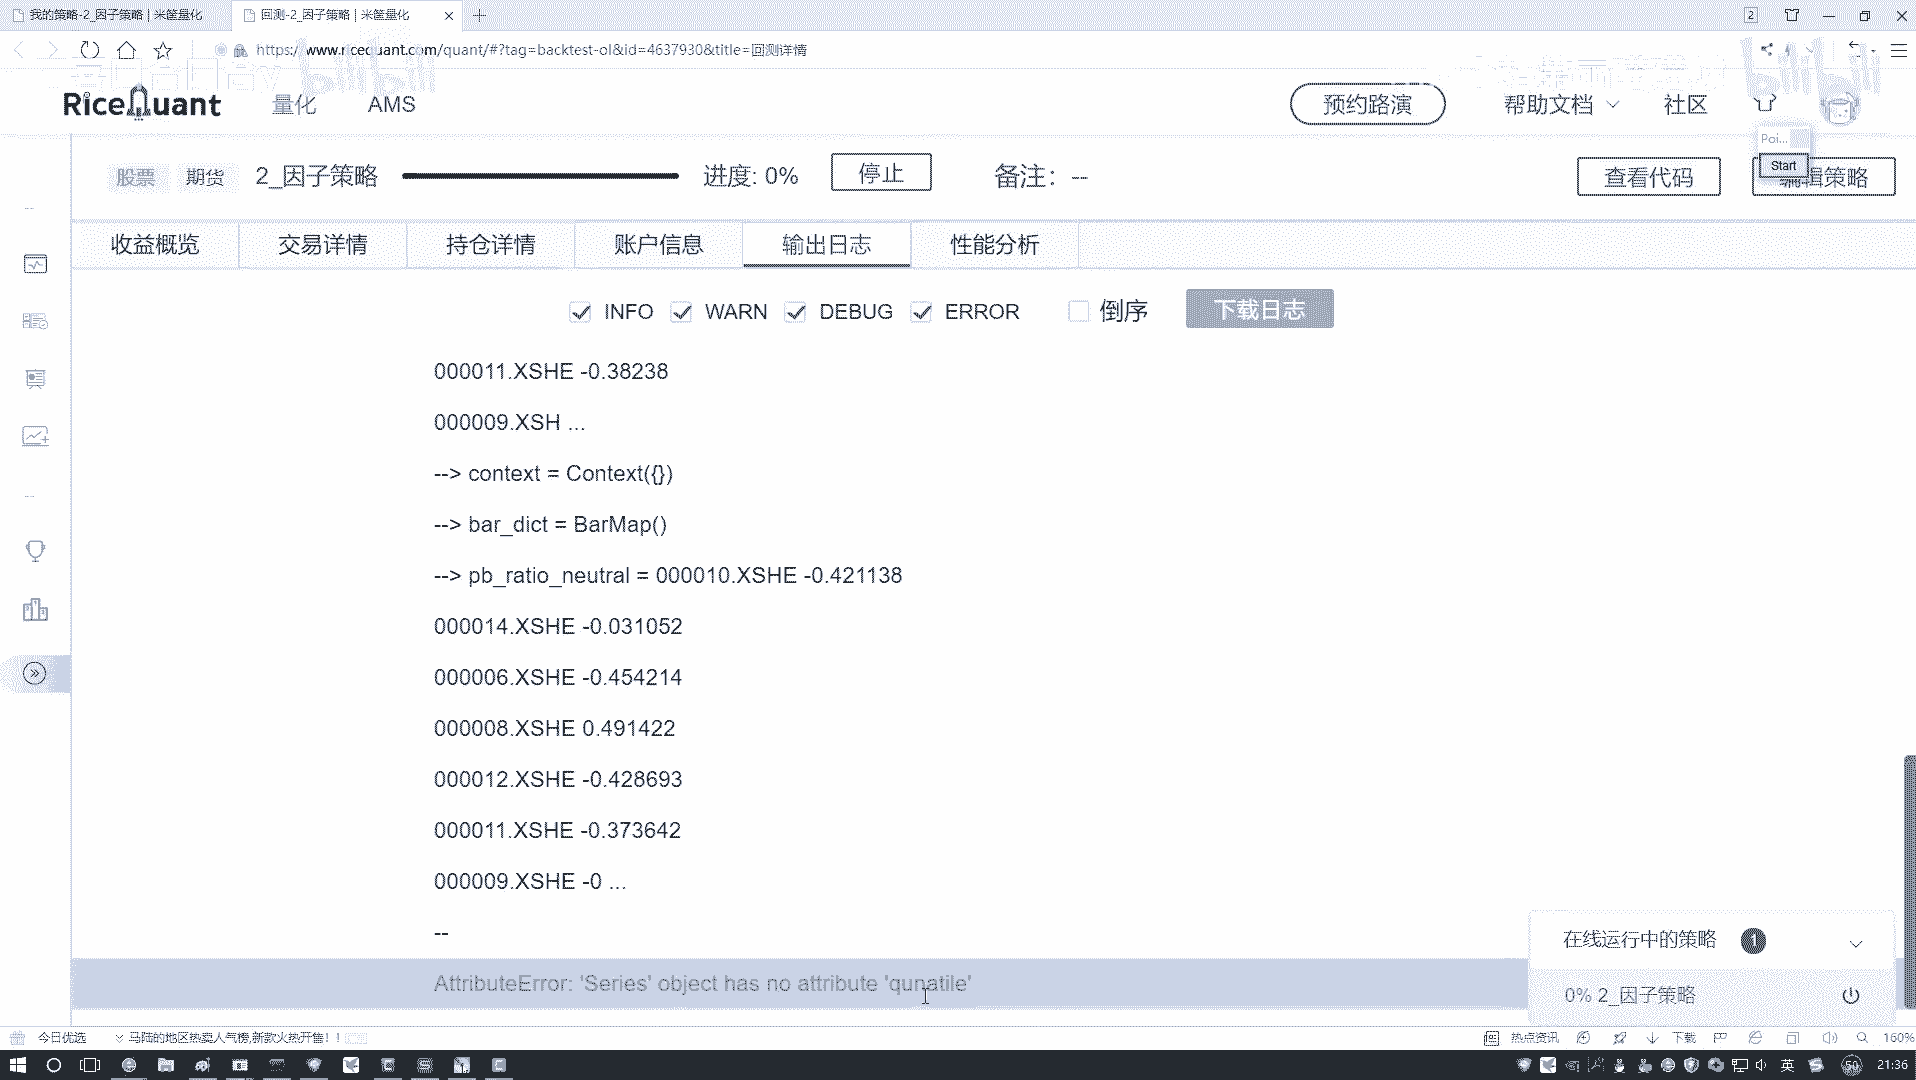 我的策略-2_因子策略 | 米筐量化
回测-2_因子策略 | 米筐量化
2
https://www.ricequant.com/quant/#?tag=backtest-ol&id=4637930&title=回测详情
bilibili
bilibili
RiceQuant
量化
AMS
预约路演
帮助文档
社区
Poi...
Start
股票
期货
2_因子策略
进度: 0%
停止
备注: --
查看代码
编辑策略
收益概览
交易详情
持仓详情
账户信息
输出日志
性能分析
INFO
WARN
DEBUG
ERROR
倒序
下载日志
000011.XSHE -0.38238
000009.XSH ...
--> context = Context({})
--> bar_dict = BarMap()
--> pb_ratio_neutral = 000010.XSHE -0.421138
000014.XSHE -0.031052
000006.XSHE -0.454214
000008.XSHE 0.491422
000012.XSHE -0.428693
000011.XSHE -0.373642
000009.XSHE -0 ...
--
AttributeError: 'Series' object has no attribute 'qunatile'
在线运行中的策略
1
0% 2_因子策略
今日优选
马陆的地区热卖人气榜,新款火热开售！!
热点资讯
下载
160%
英
50
21:36